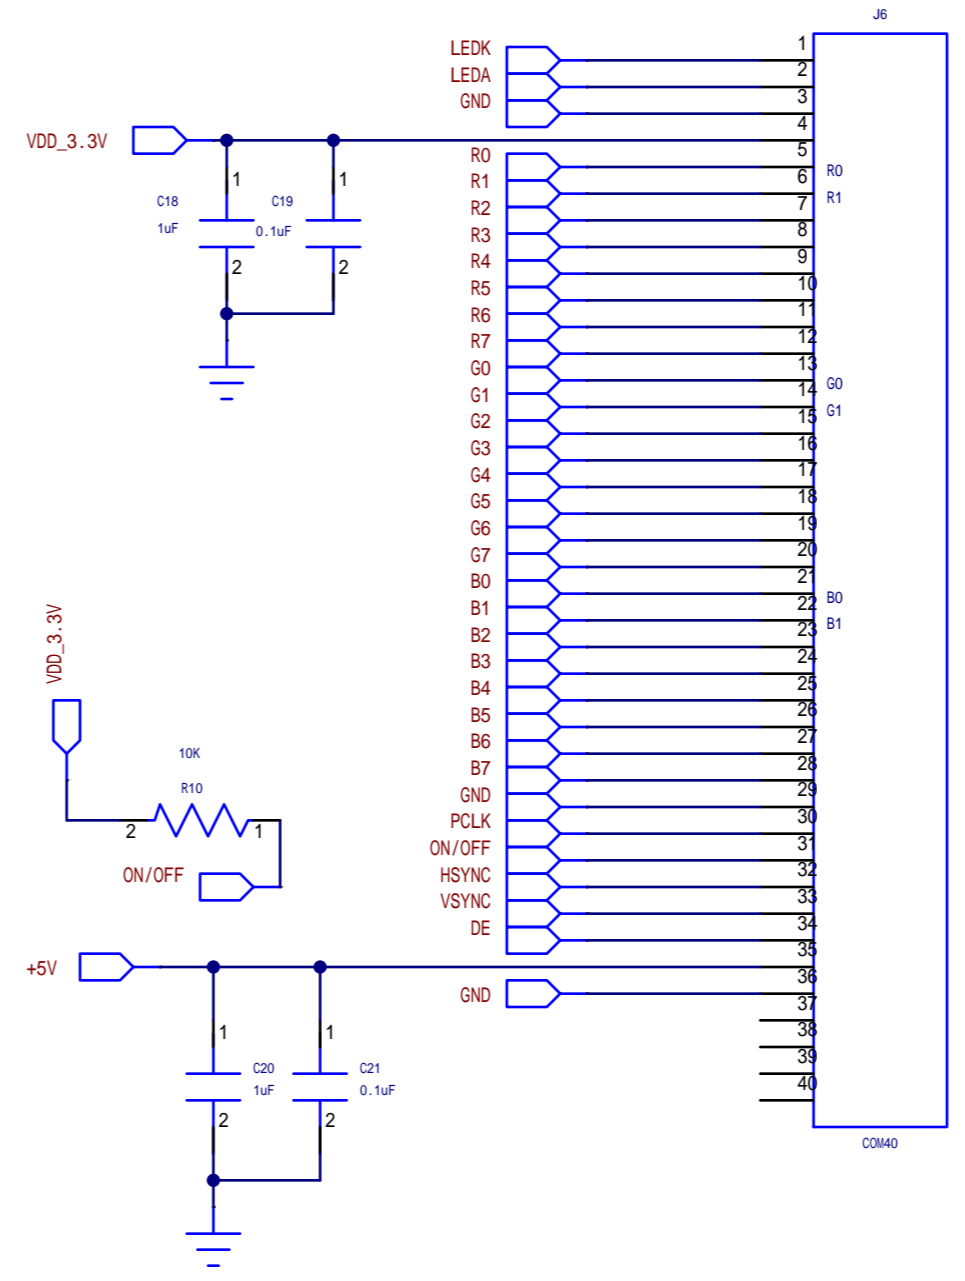 J6
LEDK 1
LEDA 2
GND 3
VDD_3.3V 4
R0 5 R0
R1 6 R1
R2 7
R3 8
R4 9
R5 10
R6 11
R7 12
G0 13 G0
G1 14 G1
G2 15
G3 16
G4 17
G5 18
G6 19
G7 20
B0 21 B0
B1 22 B1
B2 23
B3 24
B4 25
B5 26
B6 27
B7 28
GND 29
PCLK 30
ON/OFF 31
HSYNC 32
VSYNC 33
DE 34
+5V 35
GND 36
37
38
39
40
COM40
1 1
C18 C19
1uF 0.1uF
2 2
VDD_3.3V
10K
R10
2 1
ON/OFF
1 1
C20 C21
1uF 0.1uF
2 2